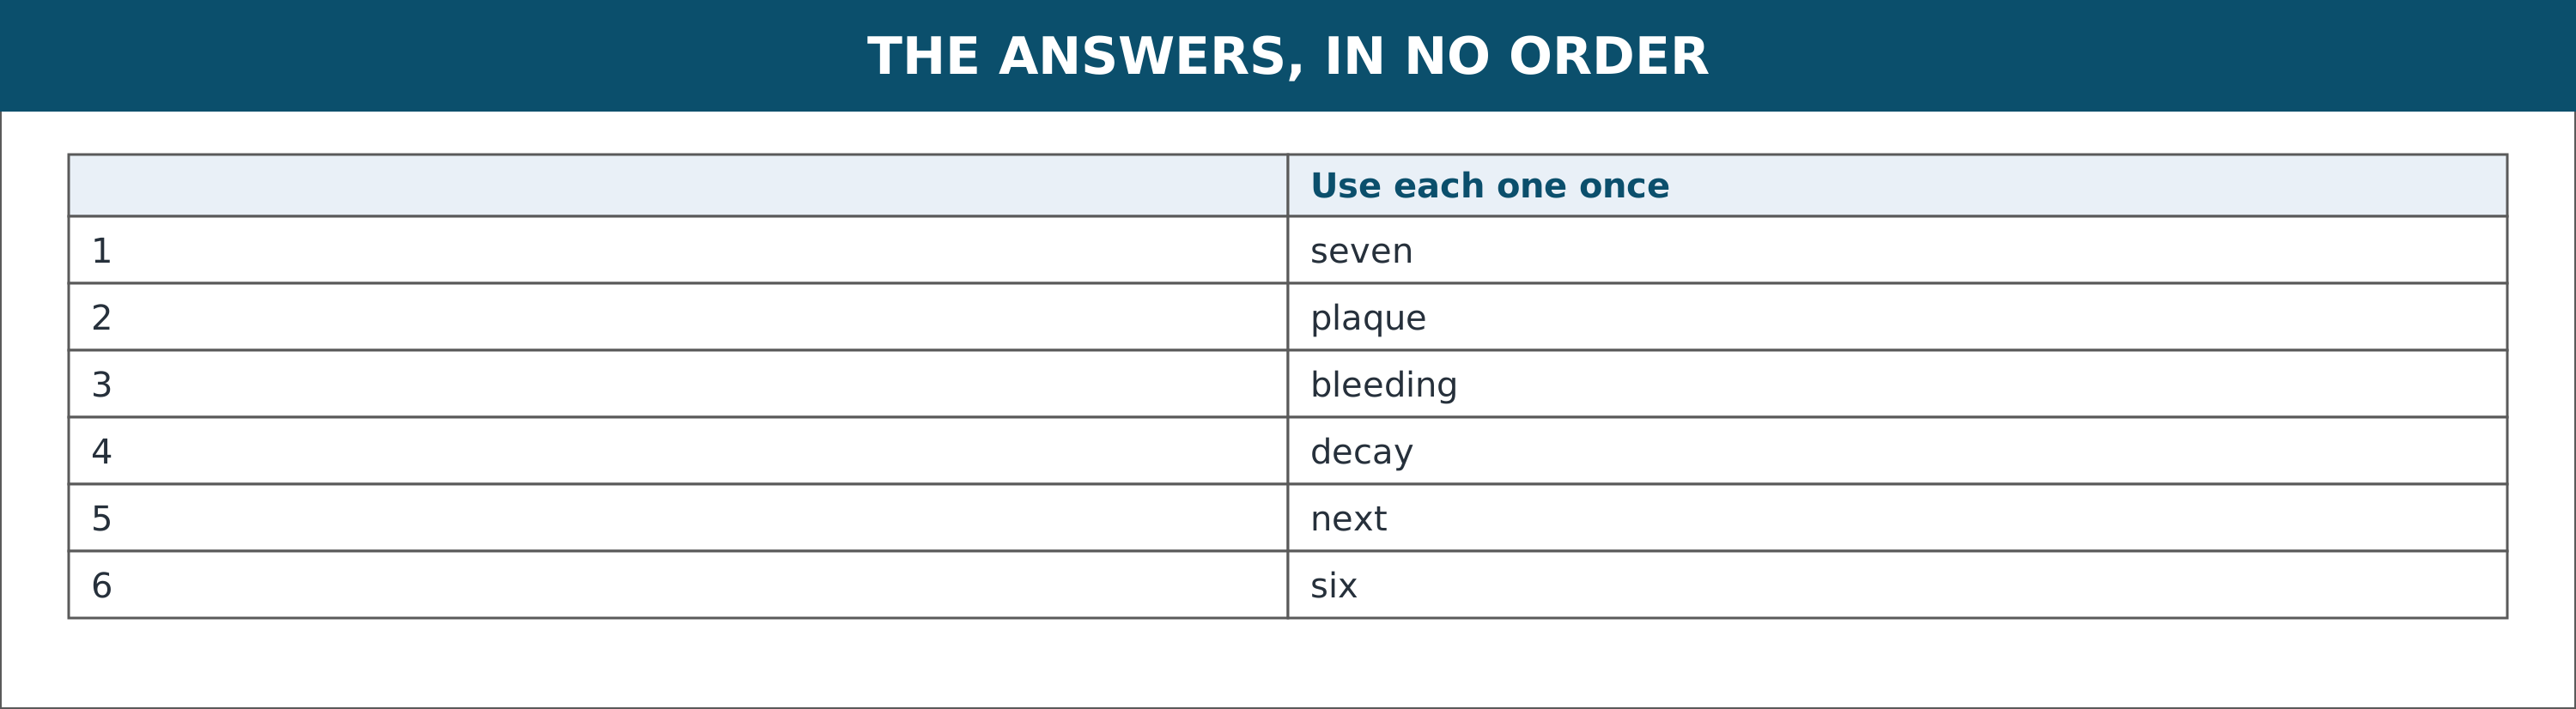 THE ANSWERS, IN NO ORDER
Use each one once
1 seven
2 plaque
3 bleeding
4 decay
5 next
6 six